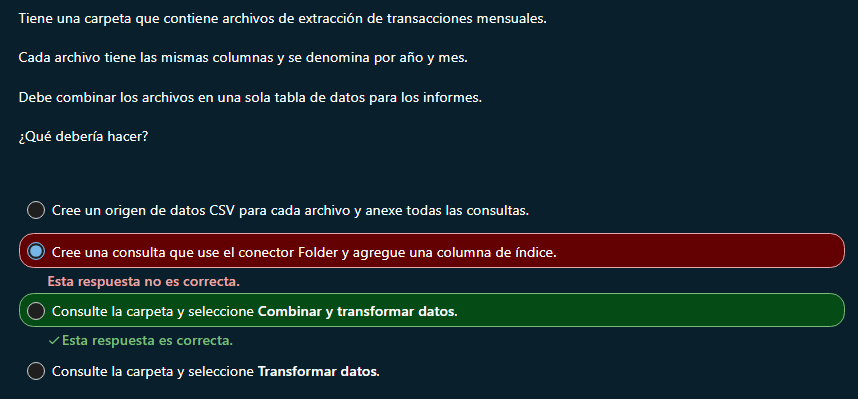 Tiene una carpeta que contiene archivos de extracción de transacciones mensuales.
Cada archivo tiene las mismas columnas y se denomina por año y mes.
Debe combinar los archivos en una sola tabla de datos para los informes.
¿Qué debería hacer?
Cree un origen de datos CSV para cada archivo y anexe todas las consultas.
Cree una consulta que use el conector Folder y agregue una columna de índice.
Esta respuesta no es correcta.
Consulte la carpeta y seleccione Combinar y transformar datos.
✓Esta respuesta es correcta.
Consulte la carpeta y seleccione Transformar datos.